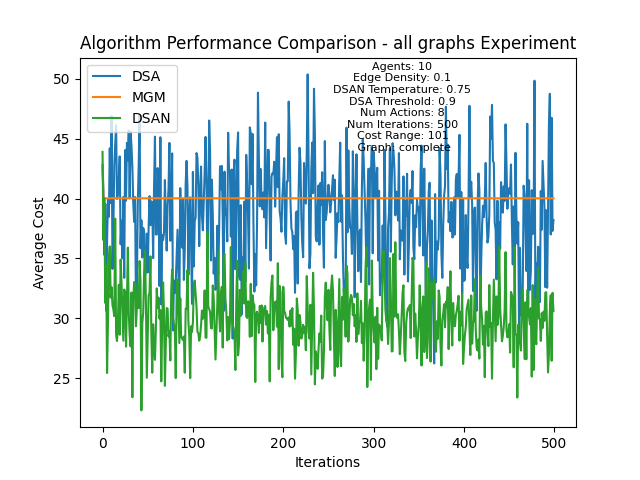 Algorithm Performance Comparison - all graphs Experiment
DSA
MGM
DSAN
Agents: 10
Edge Density: 0.1
DSAN Temperature: 0.75
DSA Threshold: 0.9
Num Actions: 8
Num Iterations: 500
Cost Range: 101
Graph: complete
Average Cost
50
45
40
35
30
25
0
100
200
300
400
500
Iterations